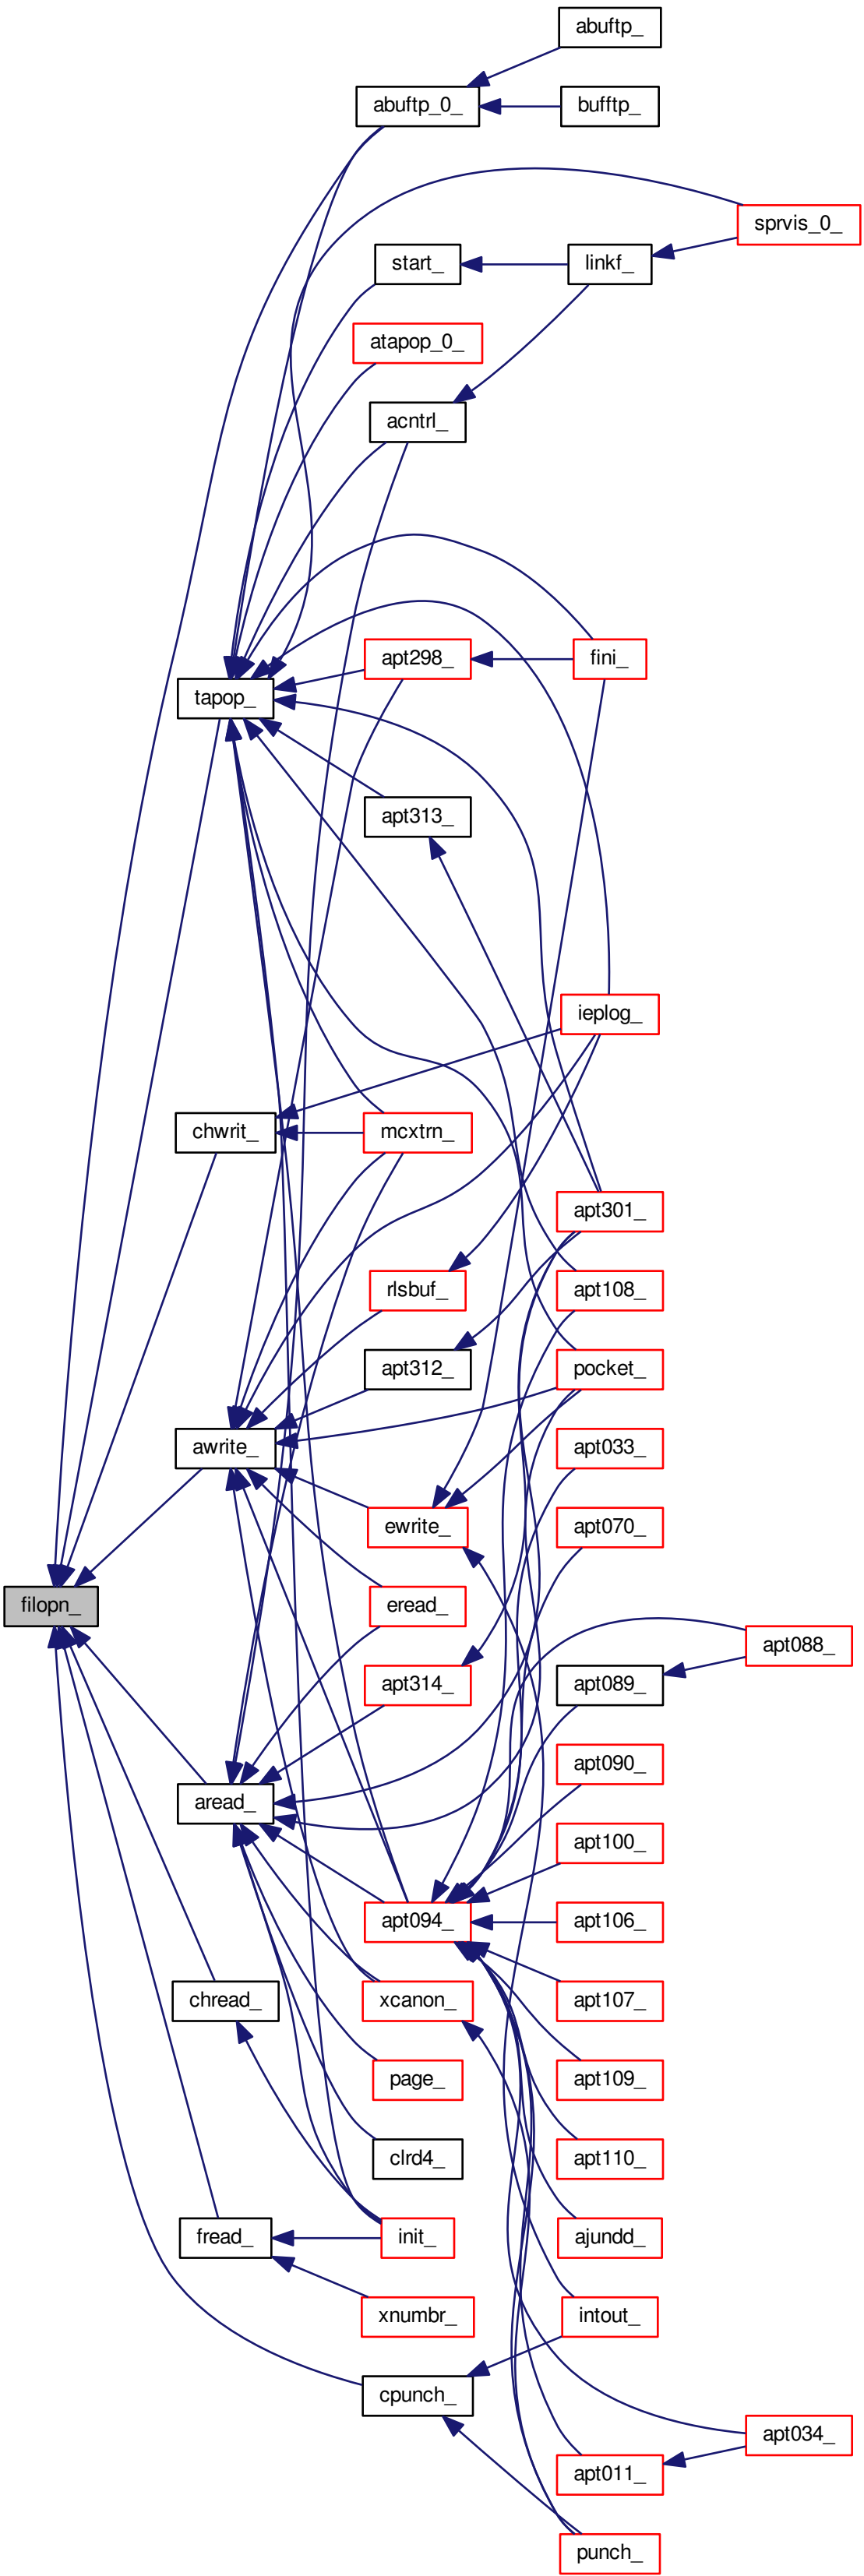 abuftp_
abuftp_0_
bufftp_
sprvis_0_
start_
linkf_
atapop_0_
acntrl_
apt298_
fini_
tapop_
apt313_
ieplog_
chwrit_
mcxtrn_
apt301_
rlsbuf_
apt108_
apt312_
pocket_
awrite_
apt033_
ewrite_
apt070_
filopn_
eread_
apt088_
apt314_
apt089_
apt090_
aread_
apt100_
apt094_
apt106_
chread_
xcanon_
apt107_
page_
apt109_
clrd4_
apt110_
fread_
init_
ajundd_
xnumbr_
intout_
cpunch_
apt034_
apt011_
punch_